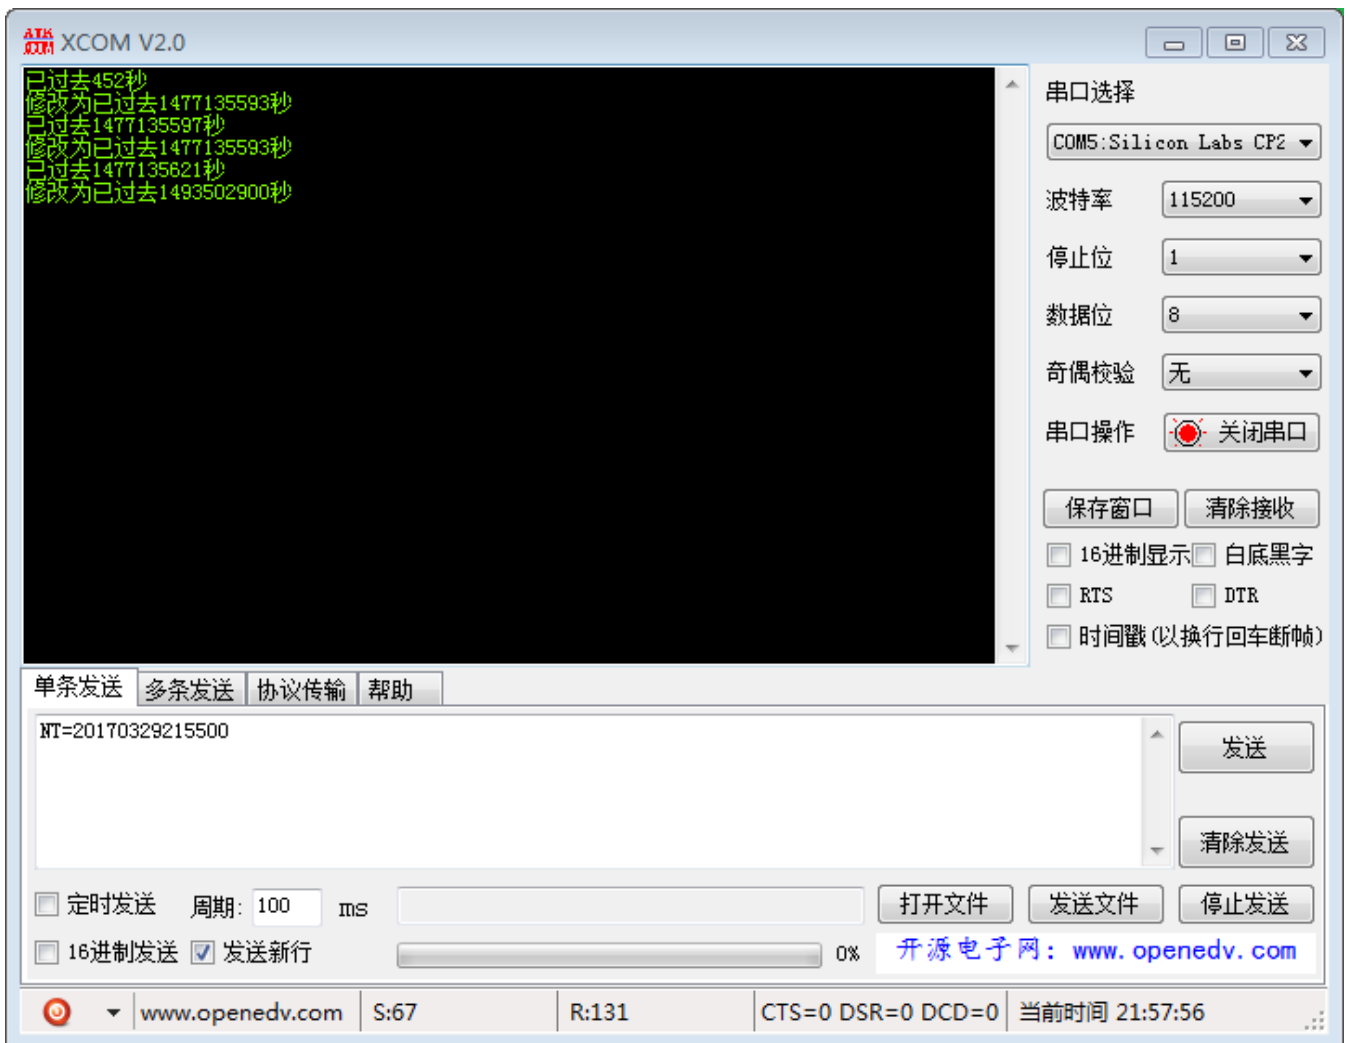 ATK COM XCOM V2.0
已过去452秒
修改为已过去1477135593秒
已过去1477135597秒
修改为已过去1477135593秒
已过去1477135621秒
修改为已过去1493502900秒
串口选择
COM5:Silicon Labs CP2
波特率 115200
停止位 1
数据位 8
奇偶校验 无
串口操作 关闭串口
保存窗口 清除接收
16进制显示 白底黑字
RTS DTR
时间戳(以换行回车断帧)
单条发送 多条发送 协议传输 帮助
NT=20170329215500
发送
清除发送
定时发送 周期: 100 ms 打开文件 发送文件 停止发送
16进制发送 发送新行 0% 开源电子网: www.openedv.com
www.openedv.com S:67 R:131 CTS=0 DSR=0 DCD=0 当前时间 21:57:56